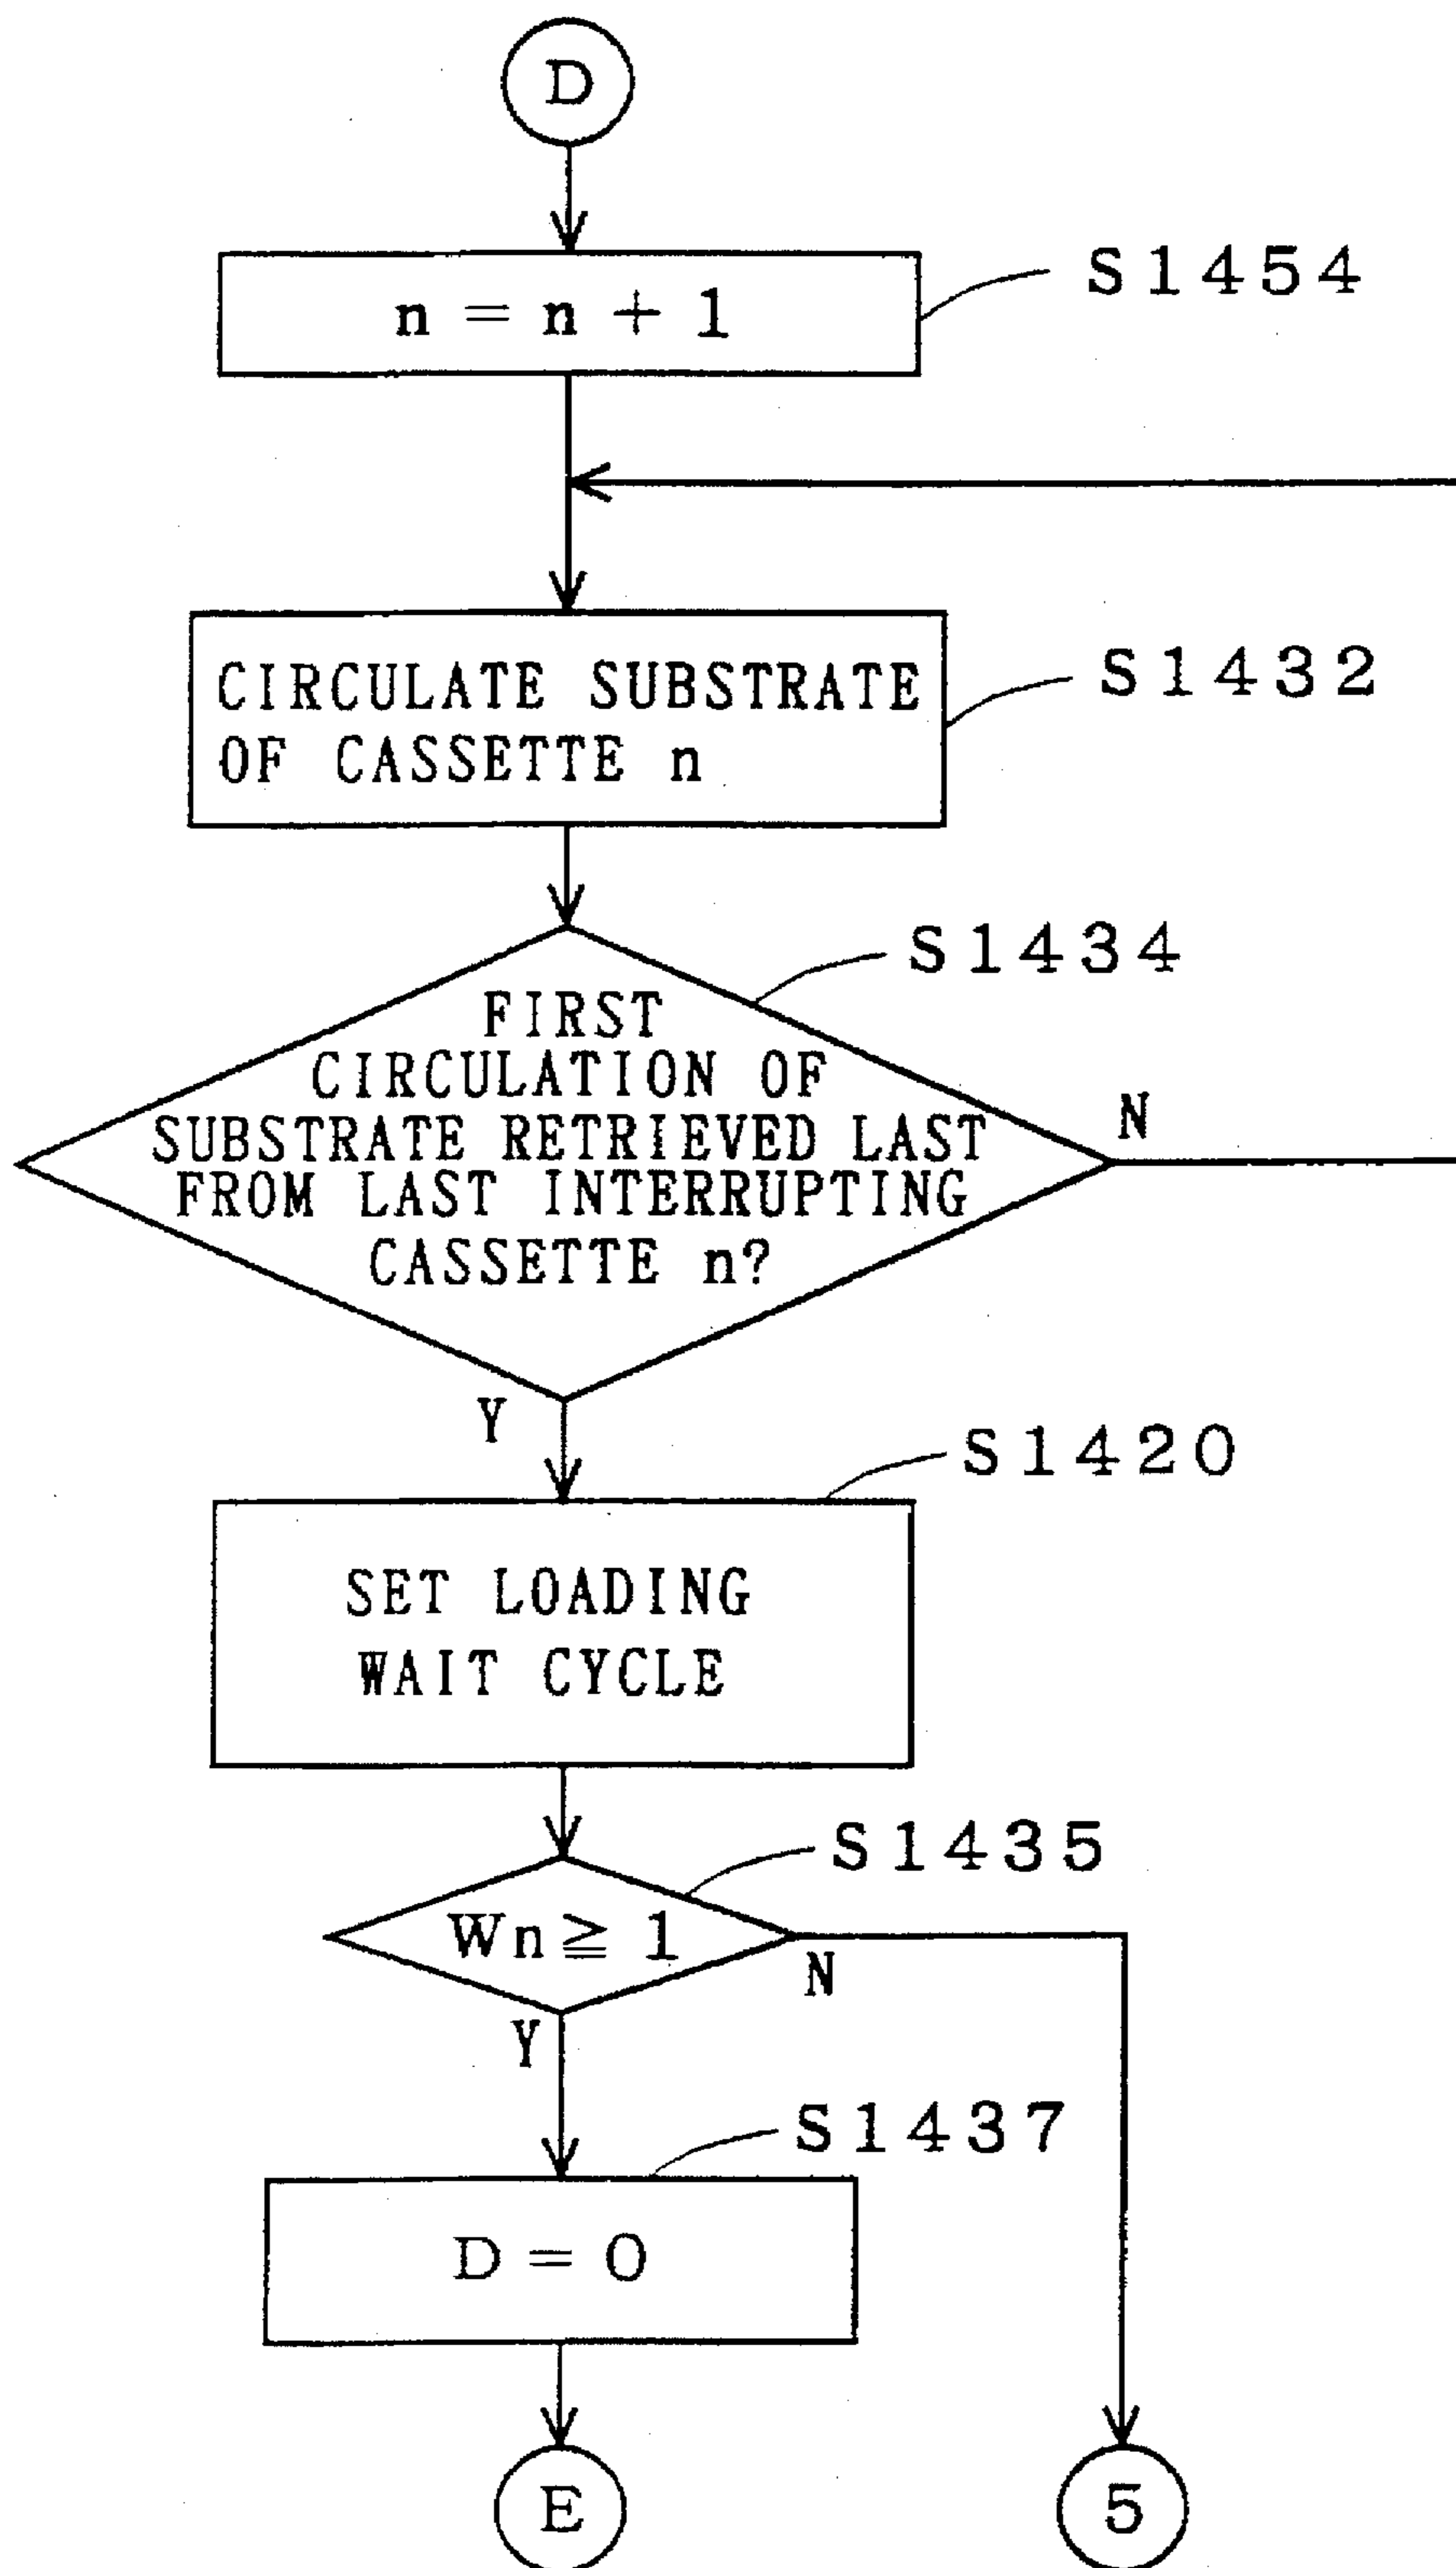 D
n = n + 1
S1454
CIRCULATE SUBSTRATE
OF CASSETTE n
S1432
S1434
FIRST
CIRCULATION OF
SUBSTRATE RETRIEVED LAST
FROM LAST INTERRUPTING
CASSETTE n?
N
Y
S1420
SET LOADING
WAIT CYCLE
S1435
Wn ≧ 1
N
Y
S1437
D = 0
E
5